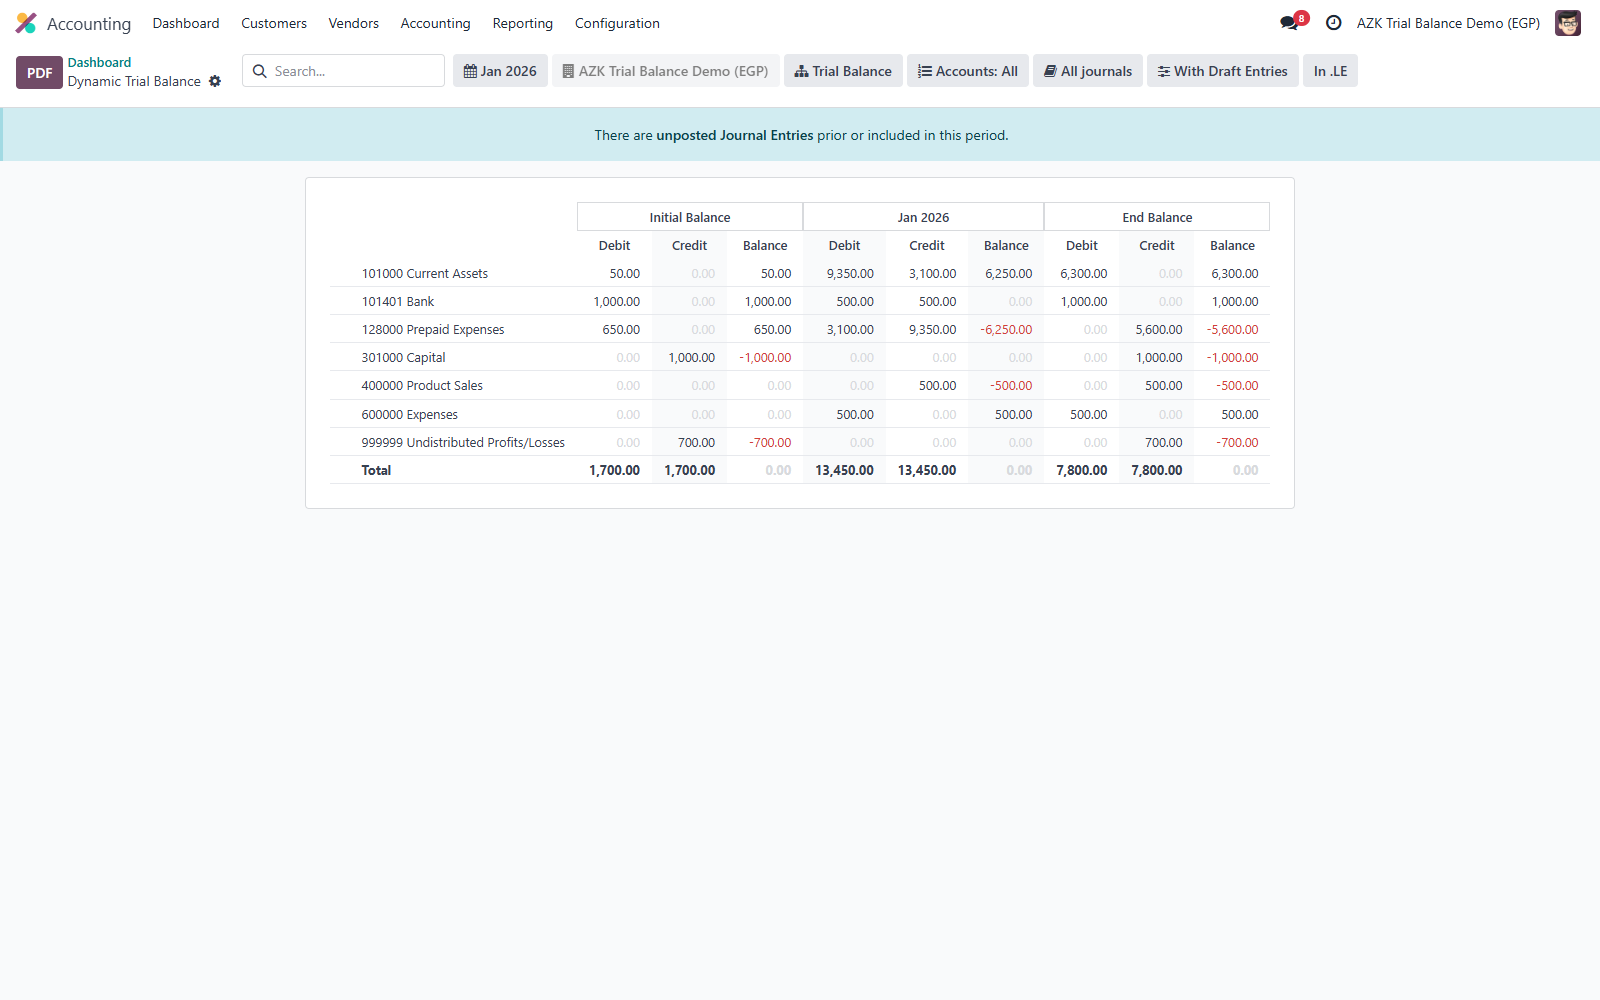 Accounting Dashboard Customers Vendors Accounting Reporting Configuration 8 AZK Trial Balance Demo (EGP)
PDF Dashboard
Dynamic Trial Balance
Search... Jan 2026 AZK Trial Balance Demo (EGP) Trial Balance Accounts: All All journals With Draft Entries In .LE
There are unposted Journal Entries prior or included in this period.
Initial Balance Jan 2026 End Balance
Debit Credit Balance Debit Credit Balance Debit Credit Balance
101000 Current Assets 50.00 0.00 50.00 9,350.00 3,100.00 6,250.00 6,300.00 0.00 6,300.00
101401 Bank 1,000.00 0.00 1,000.00 500.00 500.00 0.00 1,000.00 0.00 1,000.00
128000 Prepaid Expenses 650.00 0.00 650.00 3,100.00 9,350.00 -6,250.00 0.00 5,600.00 -5,600.00
301000 Capital 0.00 1,000.00 -1,000.00 0.00 0.00 0.00 0.00 1,000.00 -1,000.00
400000 Product Sales 0.00 0.00 0.00 0.00 500.00 -500.00 0.00 500.00 -500.00
600000 Expenses 0.00 0.00 0.00 500.00 0.00 500.00 500.00 0.00 500.00
999999 Undistributed Profits/Losses 0.00 700.00 -700.00 0.00 0.00 0.00 0.00 700.00 -700.00
Total 1,700.00 1,700.00 0.00 13,450.00 13,450.00 0.00 7,800.00 7,800.00 0.00